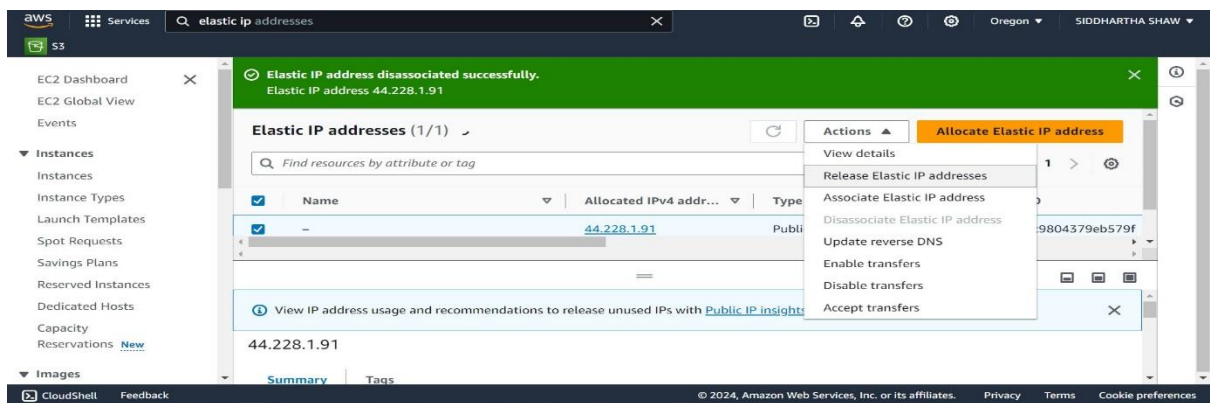 aws Services elastic ip addresses Oregon ▼ SIDDHARTHA SHAW ▼
S3
EC2 Dashboard
EC2 Global View
Events
▼ Instances
Instances
Instance Types
Launch Templates
Spot Requests
Savings Plans
Reserved Instances
Dedicated Hosts
Capacity
Reservations New
▼ Images
Elastic IP address disassociated successfully.
Elastic IP address 44.228.1.91
Elastic IP addresses (1/1)
Actions ▲ Allocate Elastic IP address
Find resources by attribute or tag
1 >
View details
Release Elastic IP addresses
Associate Elastic IP address
Disassociate Elastic IP address
Update reverse DNS
Enable transfers
Disable transfers
Accept transfers
Name Allocated IPv4 addr... Type
– 44.228.1.91 Publi 9804379eb579f
View IP address usage and recommendations to release unused IPs with Public IP insights
44.228.1.91
Summary Tags
CloudShell Feedback © 2024, Amazon Web Services, Inc. or its affiliates. Privacy Terms Cookie preferences